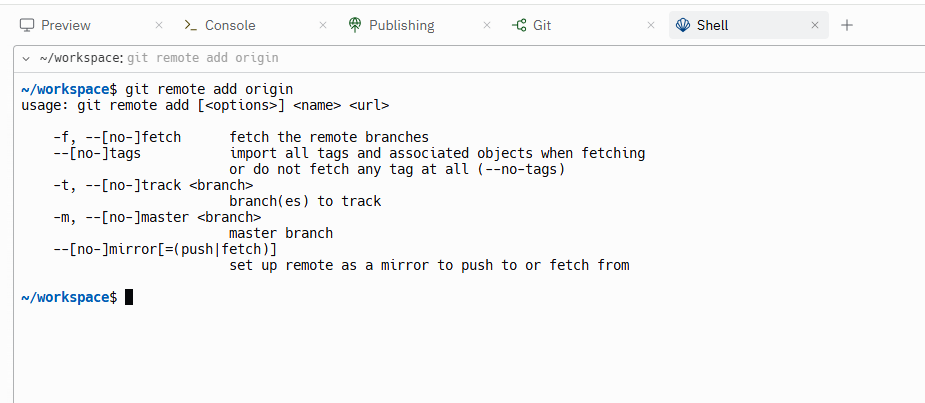 Preview Console Publishing Git Shell
~/workspace: git remote add origin
~/workspace$ git remote add origin
usage: git remote add [<options>] <name> <url>
-f, --[no-]fetch fetch the remote branches
--[no-]tags import all tags and associated objects when fetching
or do not fetch any tag at all (--no-tags)
-t, --[no-]track <branch>
branch(es) to track
-m, --[no-]master <branch>
master branch
--[no-]mirror[=(push|fetch)]
set up remote as a mirror to push to or fetch from
~/workspace$